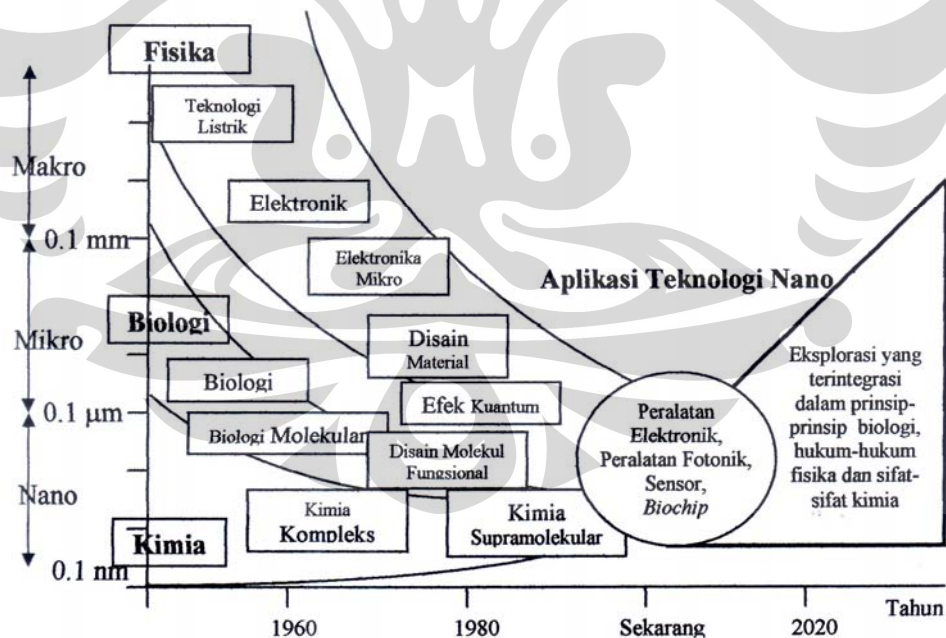 Fisika
Teknologi
Listrik
Makro
Elektronik
0.1 mm
Elektronika
Mikro
Aplikasi Teknologi Nano
Biologi
Mikro
Disain
Material
Biologi
Efek Kuantum
0.1 μm
Biologi Molekular
Disain Molekul
Fungsional
Peralatan
Elektronik,
Peralatan Fotonik,
Sensor,
Biochip
Eksplorasi yang
terintegrasi
dalam prinsip-
prinsip biologi,
hukum-hukum
fisika dan sifat-
sifat kimia
Nano
Kimia
Kompleks
Kimia
Supramolekular
Kimia
0.1 nm
Tahun
1960
1980
Sekarang
2020